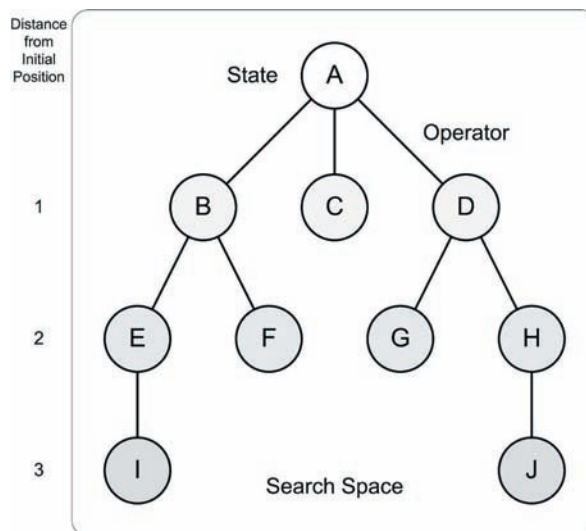 Distance
from
Initial
Position
State
A
Operator
1
B
C
D
2
E
F
G
H
3
I
J
Search Space